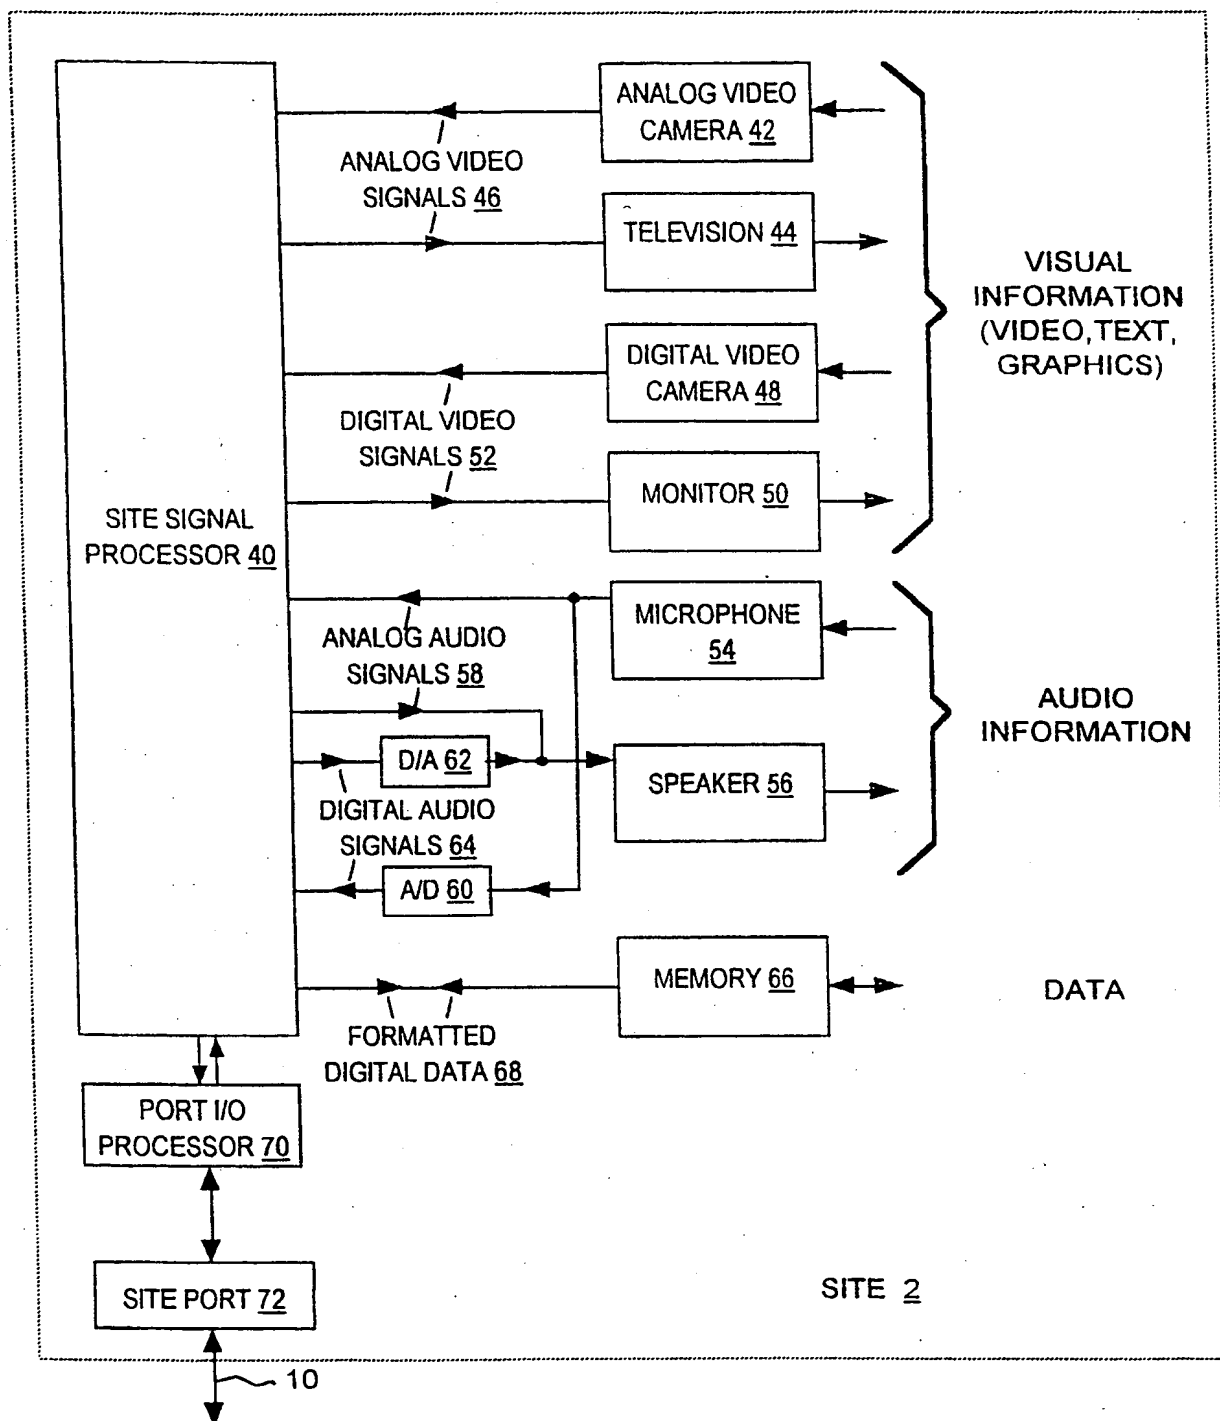 ANALOG VIDEO
CAMERA 42
ANALOG VIDEO
SIGNALS 46
TELEVISION 44
VISUAL
INFORMATION
(VIDEO, TEXT,
GRAPHICS)
DIGITAL VIDEO
CAMERA 48
DIGITAL VIDEO
SIGNALS 52
MONITOR 50
SITE SIGNAL
PROCESSOR 40
MICROPHONE
54
ANALOG AUDIO
SIGNALS 58
AUDIO
INFORMATION
D/A 62
SPEAKER 56
DIGITAL AUDIO
SIGNALS 64
A/D 60
MEMORY 66
DATA
FORMATTED
DIGITAL DATA 68
PORT I/O
PROCESSOR 70
SITE PORT 72
SITE 2
10